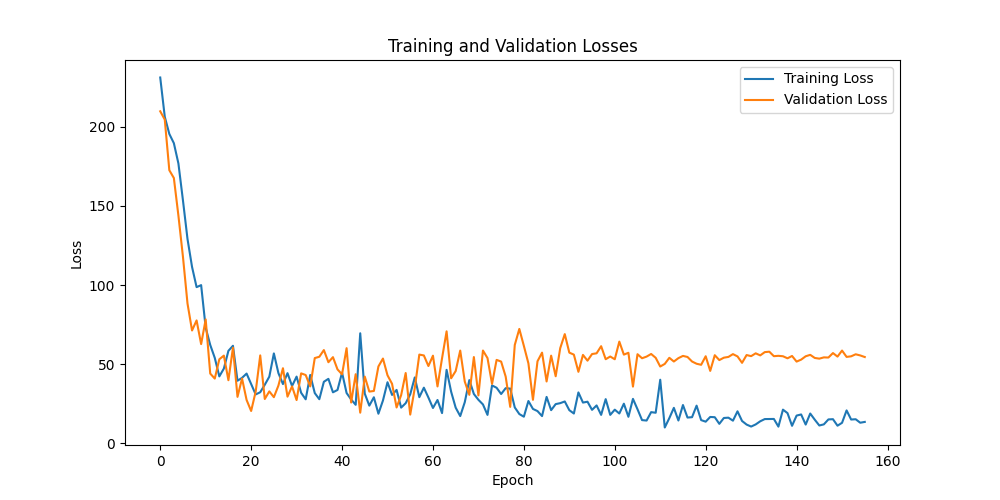 Training and Validation Losses
Training Loss
Validation Loss
Loss
200
150
100
50
0
0 20 40 60 80 100 120 140 160
Epoch